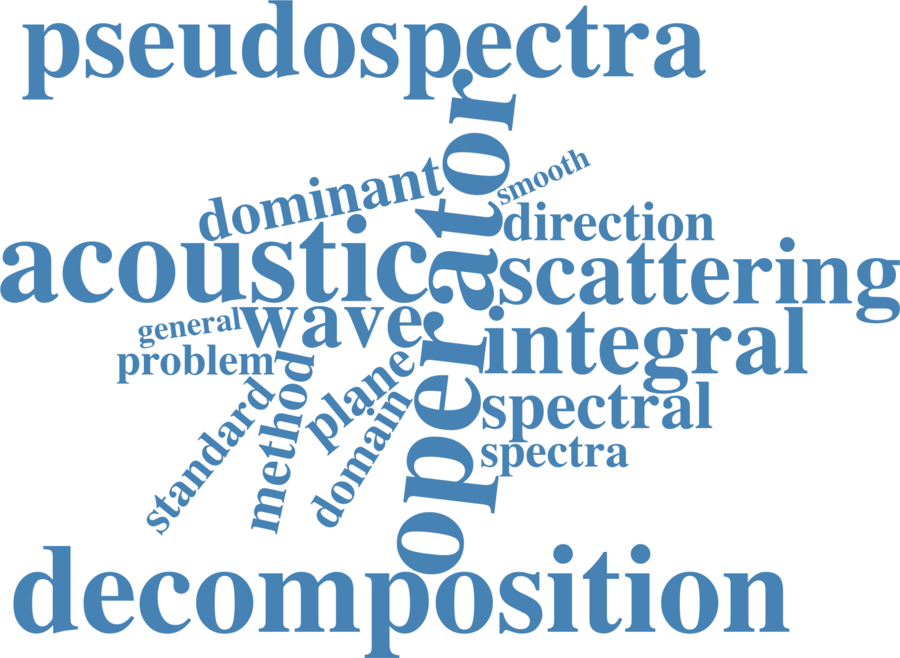 pseudospectra
operator
smooth
dominant
direction
acoustic
scattering
general
wave
integral
problem
method
plane
standard
domain
spectral
spectra
decomposition